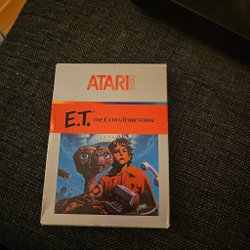 ATARI 2600
E.T. THE EXTRA-TERRESTRIAL